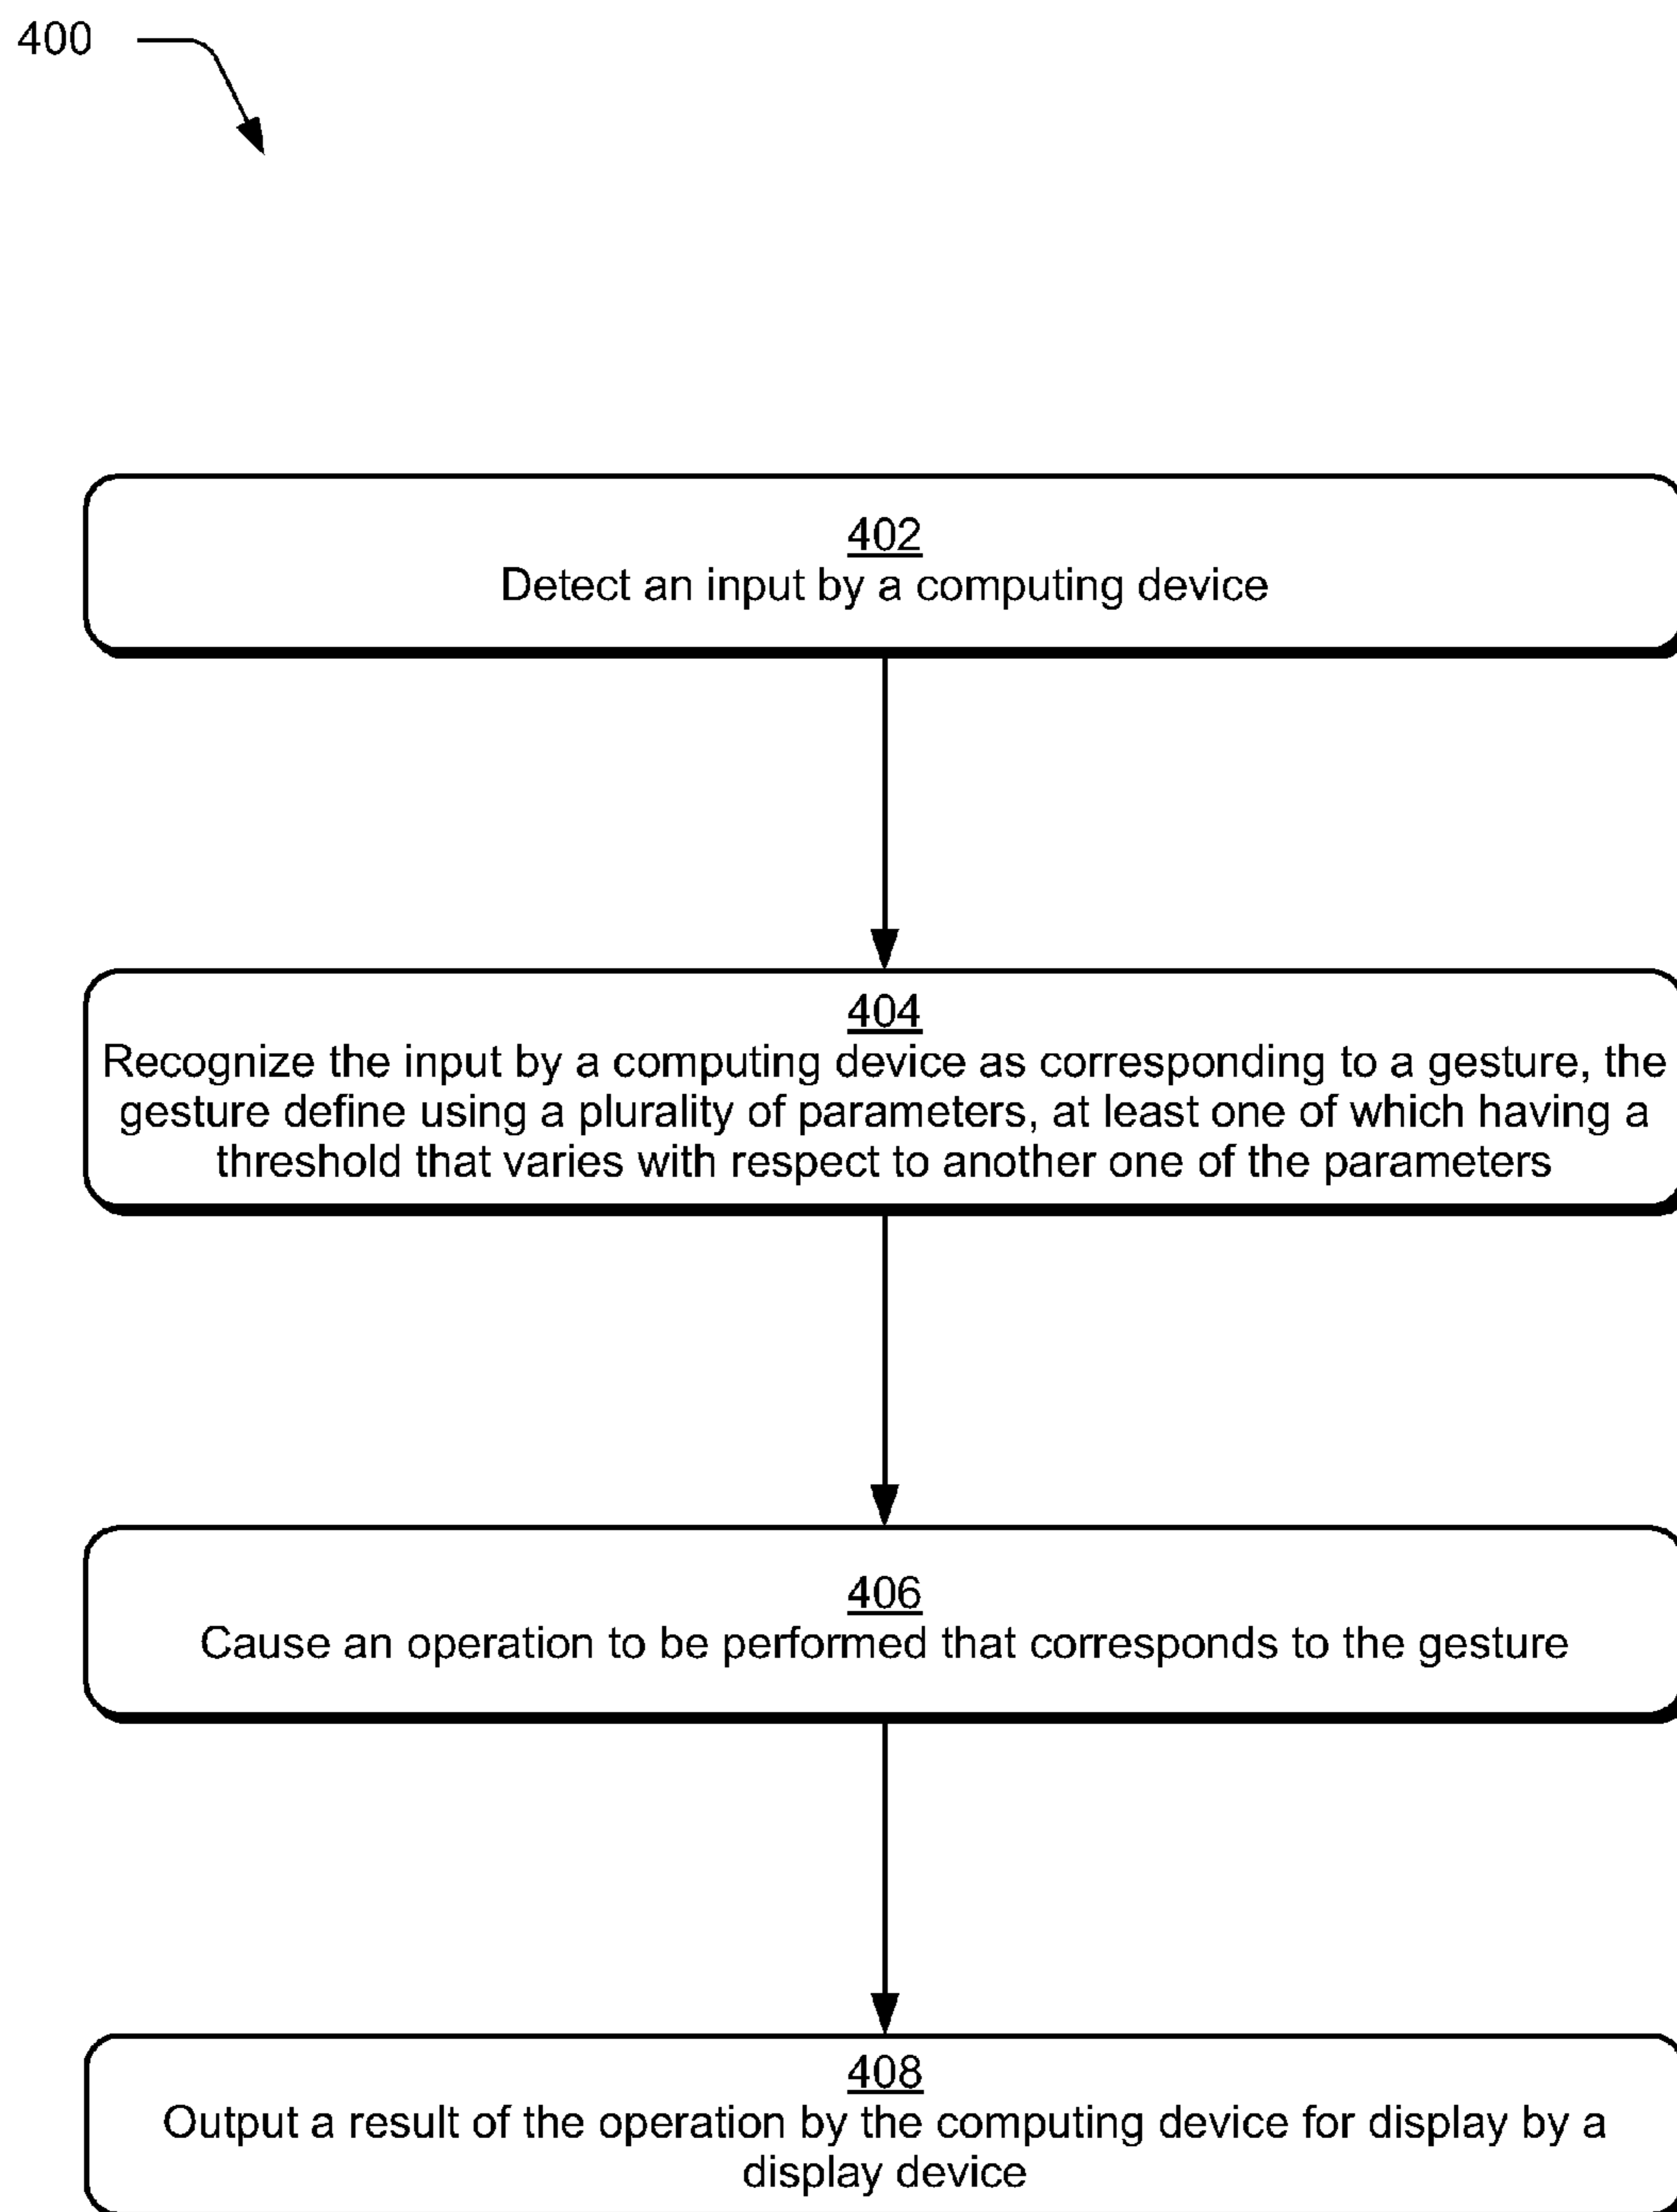 400
402
Detect an input by a computing device
404
Recognize the input by a computing device as corresponding to a gesture, the
gesture define using a plurality of parameters, at least one of which having a
threshold that varies with respect to another one of the parameters
406
Cause an operation to be performed that corresponds to the gesture
408
Output a result of the operation by the computing device for display by a
display device